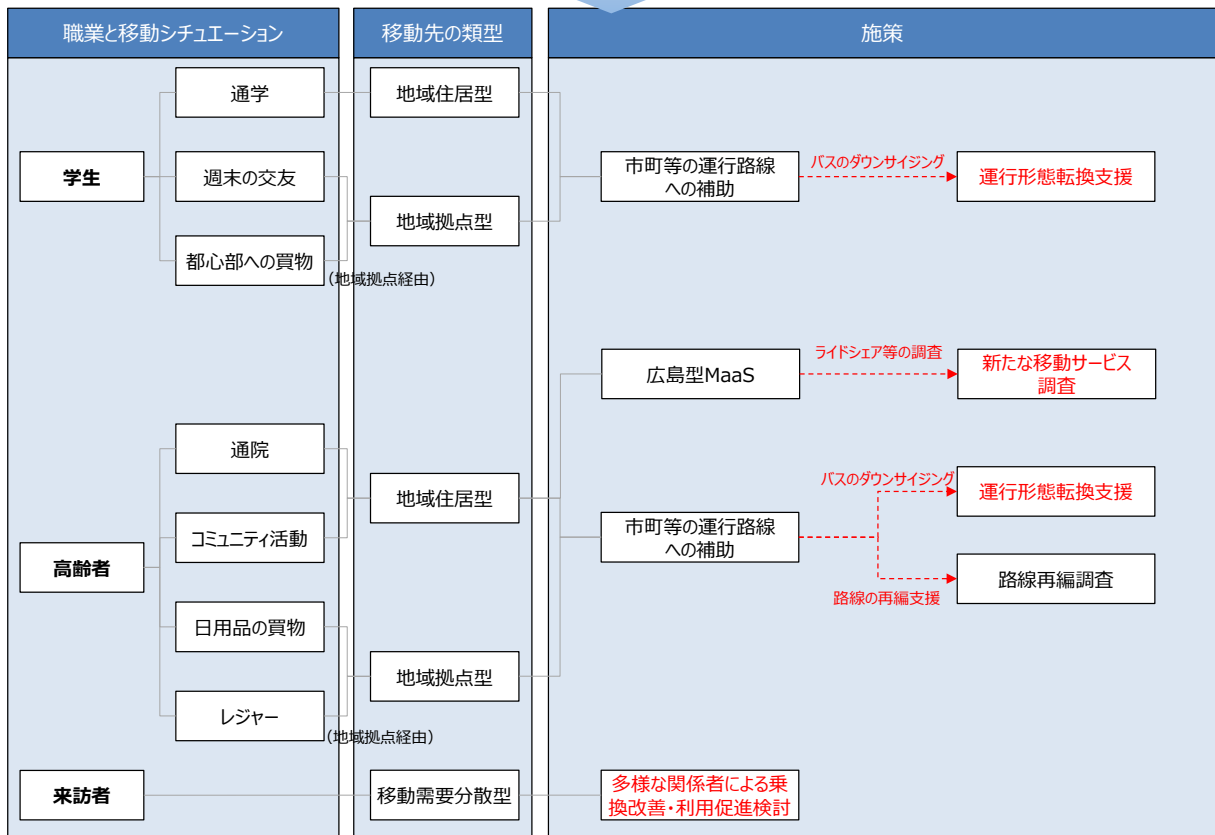 職業と移動シチュエーション
移動先の類型
施策
学生
通学
週末の交友
都心部への買物
(地域拠点経由)
地域住居型
地域拠点型
市町等の運行路線
への補助
バスのダウンサイジング
運行形態転換支援
高齢者
通院
コミュニティ活動
日用品の買物
レジャー
(地域拠点経由)
地域住居型
地域拠点型
広島型MaaS
ライドシェア等の調査
新たな移動サービス
調査
市町等の運行路線
への補助
バスのダウンサイジング
運行形態転換支援
路線の再編支援
路線再編調査
来訪者
移動需要分散型
多様な関係者による乗
換改善・利用促進検討